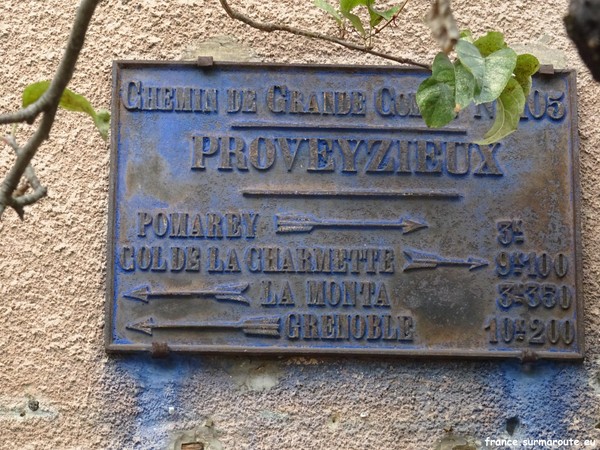 CHEMIN DE GRANDE COM 105
PROVEYZIEUX
POMAREY 3K
COL DE LA CHARMETTE 9K100
LA MONTA 3K350
GRENOBLE 10K200
france.surmaroute.eu